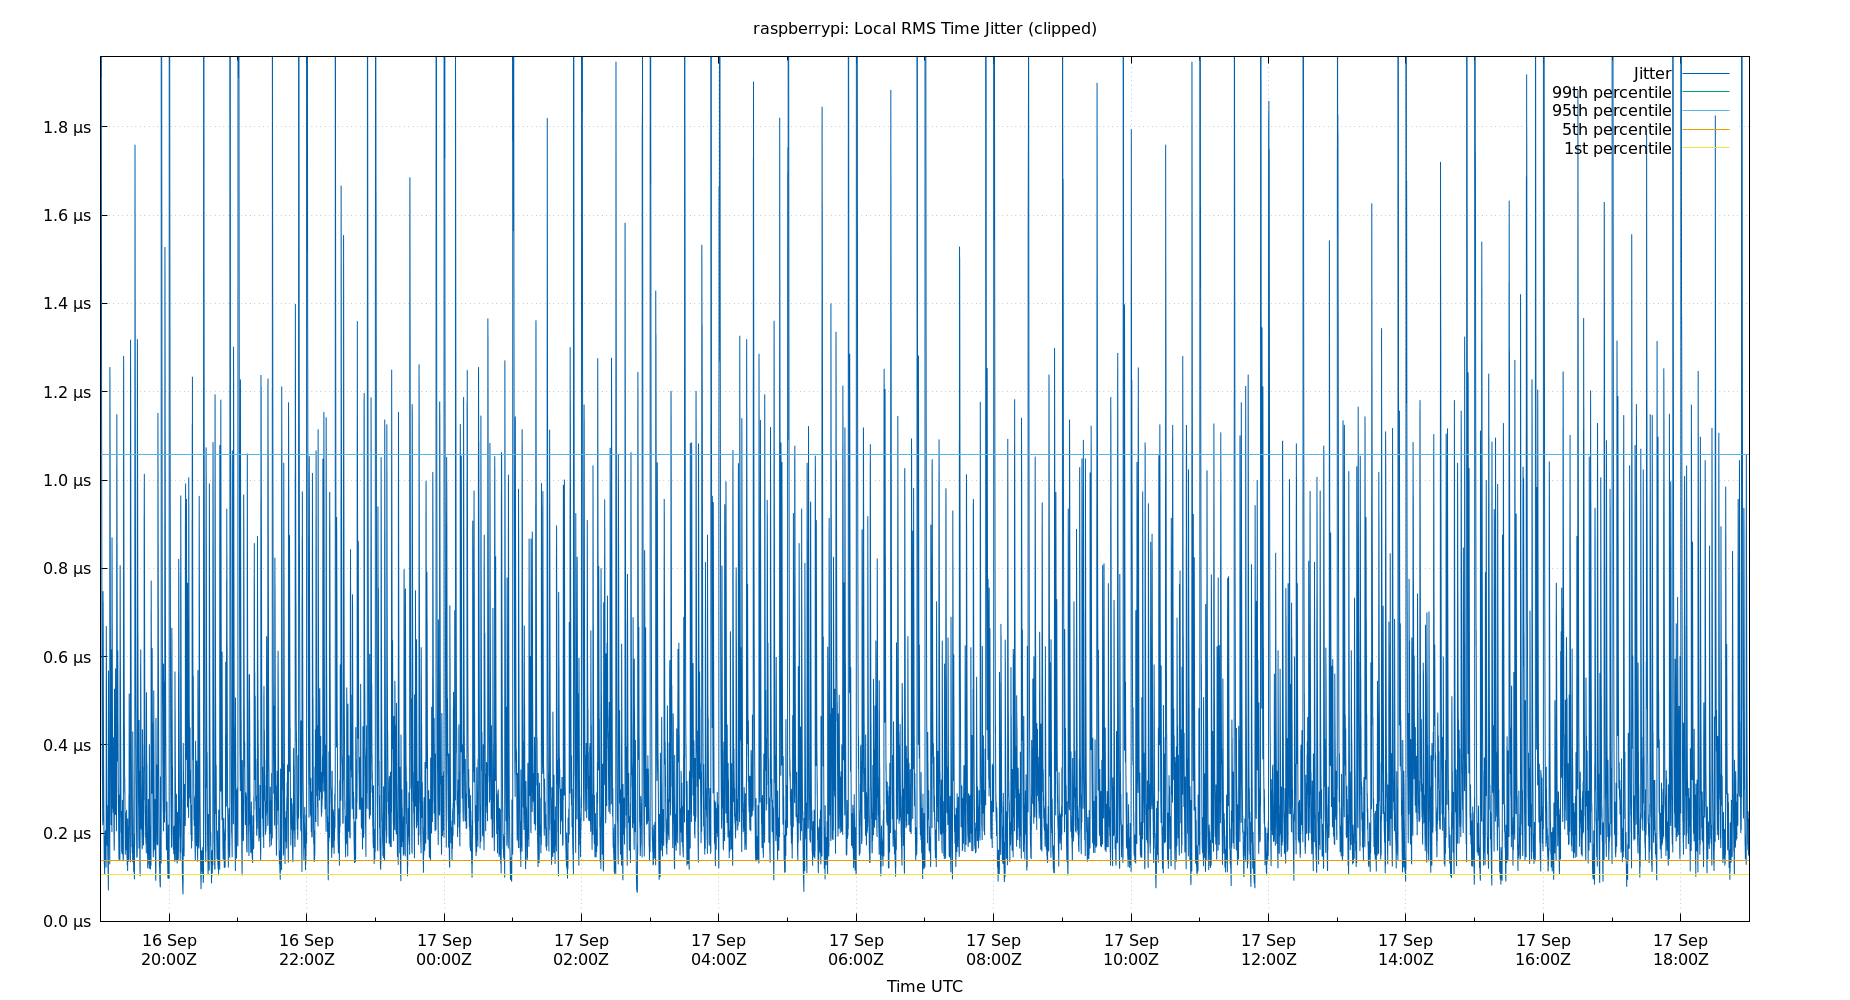 raspberrypi: Local RMS Time Jitter (clipped)
Jitter
99th percentile
95th percentile
5th percentile
1st percentile
1.8 µs
1.6 µs
1.4 µs
1.2 µs
1.0 µs
0.8 µs
0.6 µs
0.4 µs
0.2 µs
0.0 µs
16 Sep 16 Sep 17 Sep 17 Sep 17 Sep 17 Sep 17 Sep 17 Sep 17 Sep 17 Sep 17 Sep 17 Sep
20:00Z 22:00Z 00:00Z 02:00Z 04:00Z 06:00Z 08:00Z 10:00Z 12:00Z 14:00Z 16:00Z 18:00Z
Time UTC